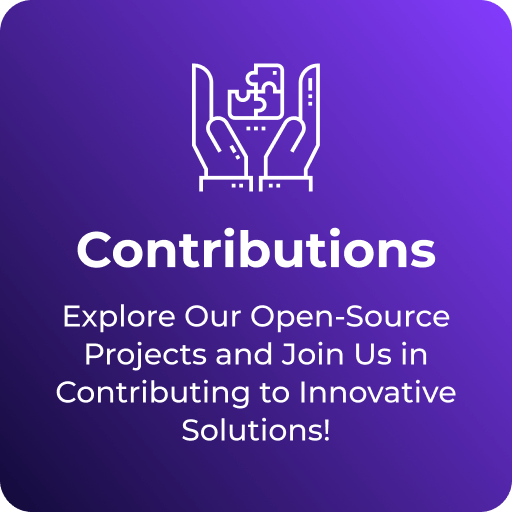 Contributions
Explore Our Open-Source
Projects and Join Us in
Contributing to Innovative
Solutions!